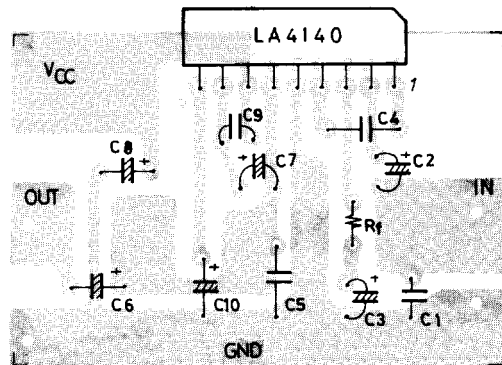 LA4140
VCC
1
C9
C4
C8
+
+
C7
+
C2
OUT
IN
Rf
+
C6
+
C10
C5
+
C3
C1
GND